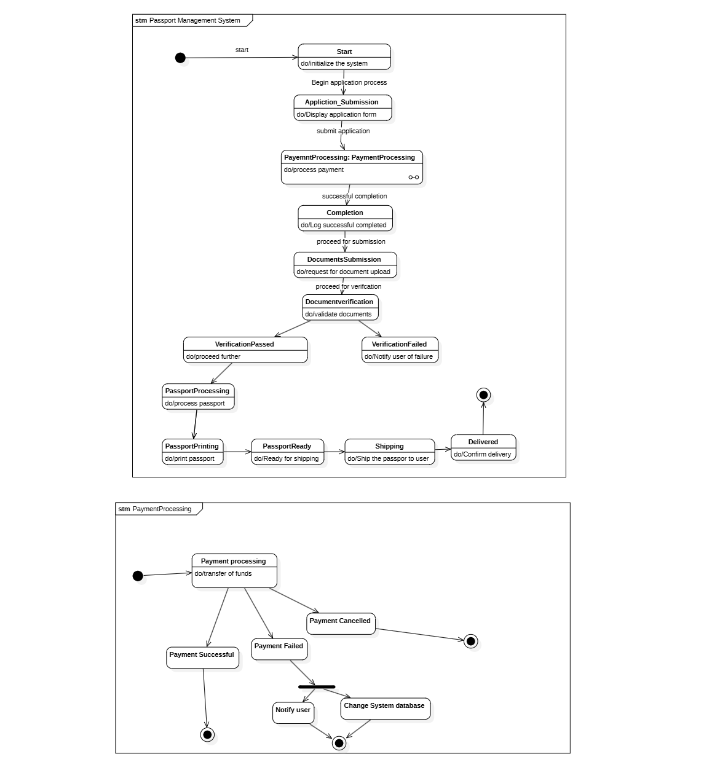 stm Passport Management System
start
Start
do/initialize the system
Begin application process
Appliction_Submission
do/Display application form
submit application
PayemntProcessing: PaymentProcessing
do/process payment
successful completion
Completion
do/Log successful completed
proceed for submission
DocumentsSubmission
do/request for document upload
proceed for verifcation
Documentverification
do/validate documents
VerificationPassed
do/proceed further
VerificationFailed
do/Notify user of failure
PassportProcessing
do/process passport
PassportPrinting
do/print passport
PassportReady
do/Ready for shipping
Shipping
do/Ship the passpor to user
Delivered
do/Confirm delivery
stm PaymentProcessing
Payment processing
do/transfer of funds
Payment Cancelled
Payment Successful
Payment Failed
Notify user
Change System database